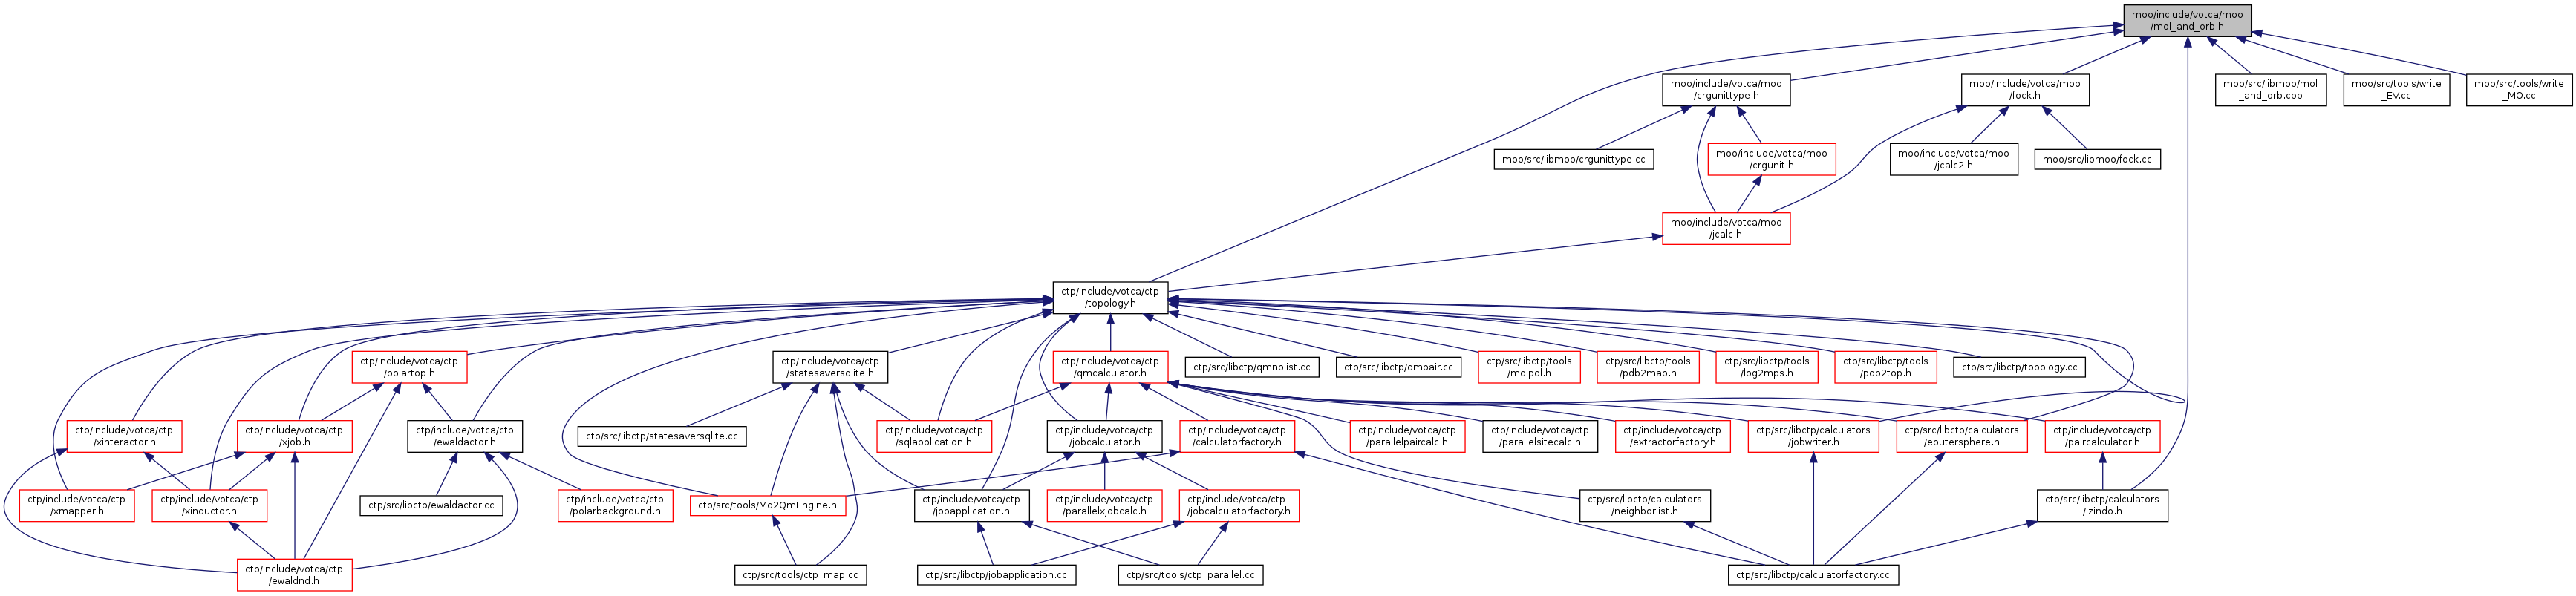 moo/include/votca/moo
/mol_and_orb.h
moo/include/votca/moo
/crgunittype.h
moo/include/votca/moo
/fock.h
moo/src/libmoo/mol
_and_orb.cpp
moo/src/tools/write
_EV.cc
moo/src/tools/write
_MO.cc
moo/src/libmoo/crgunittype.cc
moo/include/votca/moo
/crgunit.h
moo/include/votca/moo
/jcalc2.h
moo/src/libmoo/fock.cc
moo/include/votca/moo
/jcalc.h
ctp/include/votca/ctp
/topology.h
ctp/include/votca/ctp
/polartop.h
ctp/include/votca/ctp
/statesaversqlite.h
ctp/include/votca/ctp
/qmcalculator.h
ctp/src/libctp/qmnblist.cc
ctp/src/libctp/qmpair.cc
ctp/src/libctp/tools
/molpol.h
ctp/src/libctp/tools
/pdb2map.h
ctp/src/libctp/tools
/log2mps.h
ctp/src/libctp/tools
/pdb2top.h
ctp/src/libctp/topology.cc
ctp/include/votca/ctp
/xinteractor.h
ctp/include/votca/ctp
/xjob.h
ctp/include/votca/ctp
/ewaldactor.h
ctp/src/libctp/statesaversqlite.cc
ctp/include/votca/ctp
/sqlapplication.h
ctp/include/votca/ctp
/jobcalculator.h
ctp/include/votca/ctp
/calculatorfactory.h
ctp/include/votca/ctp
/parallelpaircalc.h
ctp/include/votca/ctp
/parallelsitecalc.h
ctp/include/votca/ctp
/extractorfactory.h
ctp/src/libctp/calculators
/jobwriter.h
ctp/src/libctp/calculators
/eoutersphere.h
ctp/include/votca/ctp
/paircalculator.h
ctp/include/votca/ctp
/xmapper.h
ctp/include/votca/ctp
/xinductor.h
ctp/src/libctp/ewaldactor.cc
ctp/include/votca/ctp
/polarbackground.h
ctp/src/tools/Md2QmEngine.h
ctp/include/votca/ctp
/jobapplication.h
ctp/include/votca/ctp
/parallelxjobcalc.h
ctp/include/votca/ctp
/jobcalculatorfactory.h
ctp/src/libctp/calculators
/neighborlist.h
ctp/src/libctp/calculators
/izindo.h
ctp/include/votca/ctp
/ewaldnd.h
ctp/src/tools/ctp_map.cc
ctp/src/libctp/jobapplication.cc
ctp/src/tools/ctp_parallel.cc
ctp/src/libctp/calculatorfactory.cc